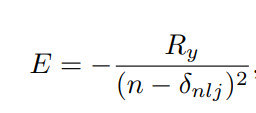 E = -\frac{R_y}{(n - \delta_{nlj})^2},